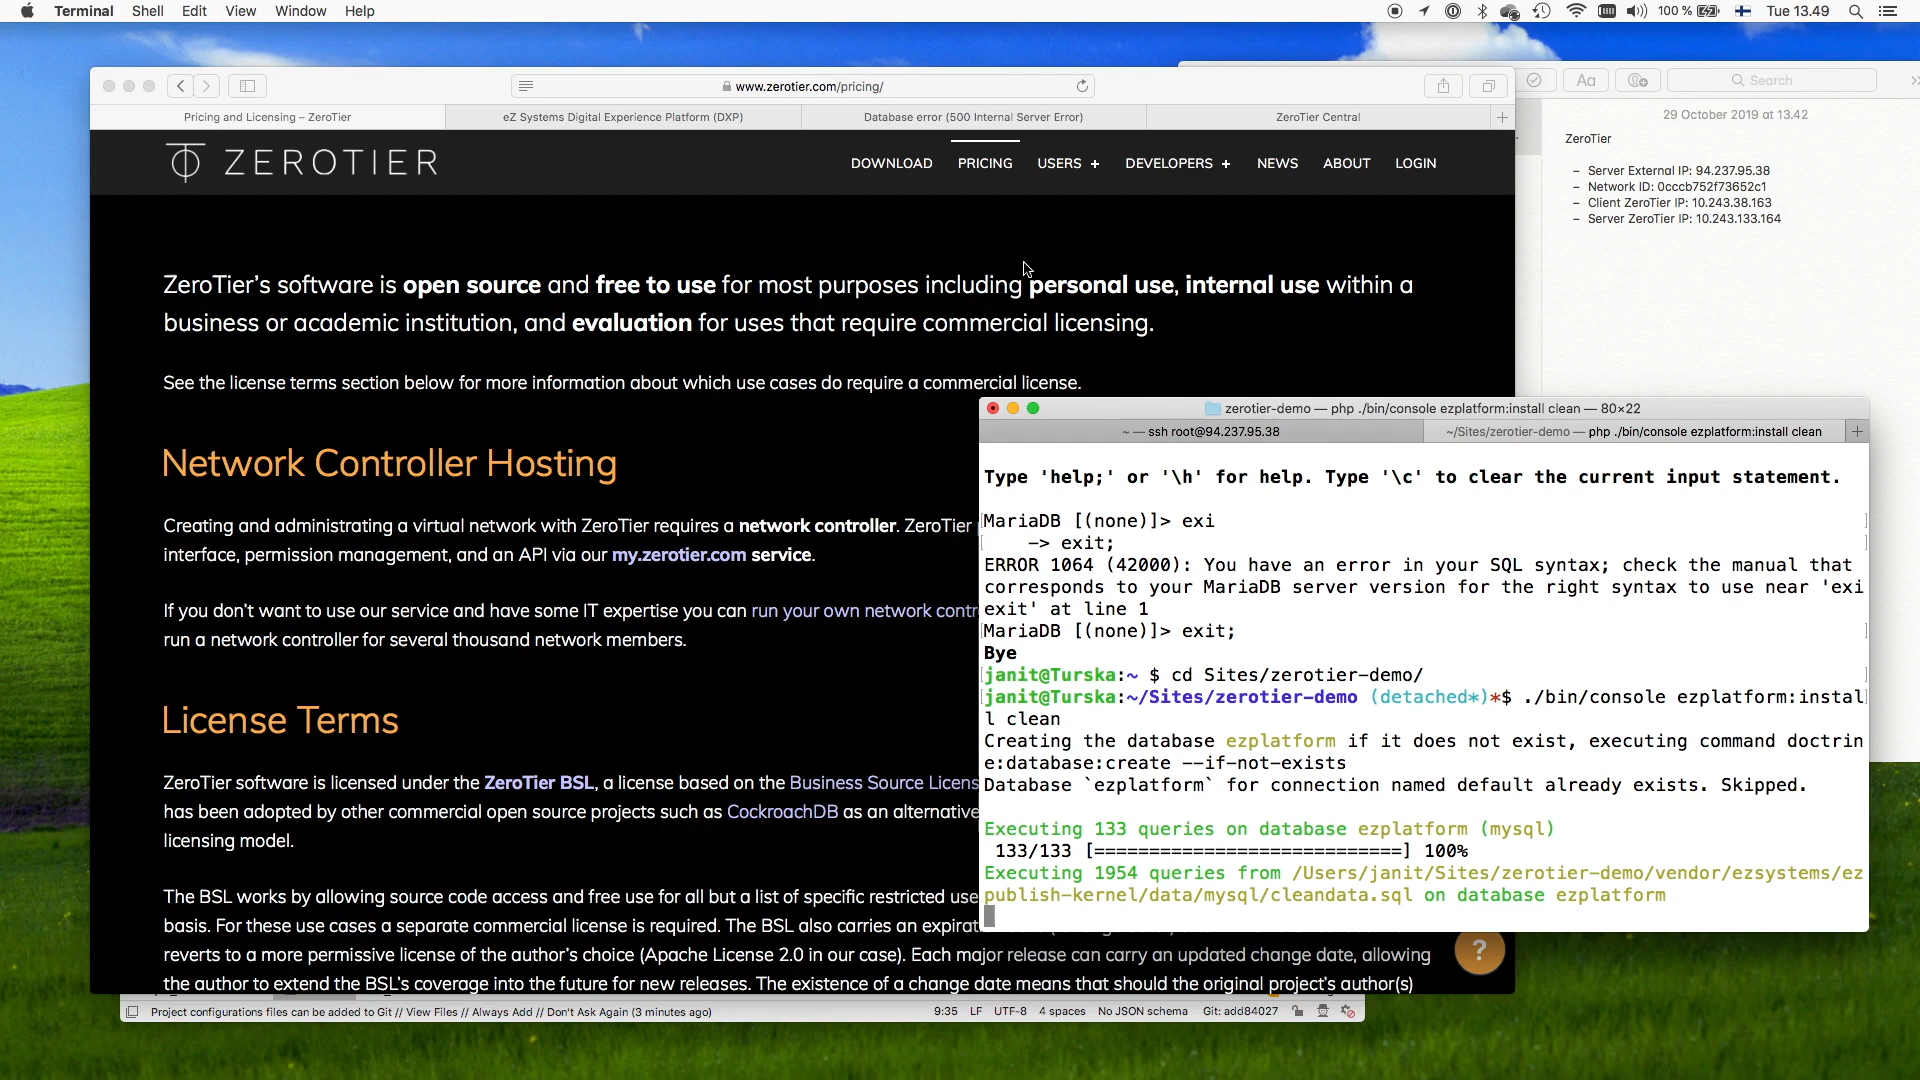 Terminal Shell Edit View Window Help
100 % Tue 13.49
www.zerotier.com/pricing/
Aa Search
Pricing and Licensing – ZeroTier
eZ Systems Digital Experience Platform (DXP)
Database error (500 Internal Server Error)
ZeroTier Central
29 October 2019 at 13.42
ZeroTier
– Server External IP: 94.237.95.38
– Network ID: 0cccb752f73652c1
– Client ZeroTier IP: 10.243.38.163
– Server ZeroTier IP: 10.243.133.164
ZEROTIER
DOWNLOAD PRICING USERS + DEVELOPERS + NEWS ABOUT LOGIN
ZeroTier's software is open source and free to use for most purposes including personal use, internal use within a
business or academic institution, and evaluation for uses that require commercial licensing.
See the license terms section below for more information about which use cases do require a commercial license.
Network Controller Hosting
Creating and administrating a virtual network with ZeroTier requires a network controller. ZeroTier
interface, permission management, and an API via our my.zerotier.com service.
If you don't want to use our service and have some IT expertise you can run your own network contr
run a network controller for several thousand network members.
License Terms
ZeroTier software is licensed under the ZeroTier BSL, a license based on the Business Source Licens
has been adopted by other commercial open source projects such as CockroachDB as an alternative
licensing model.
The BSL works by allowing source code access and free use for all but a list of specific restricted use
basis. For these use cases a separate commercial license is required. The BSL also carries an expirat
reverts to a more permissive license of the author's choice (Apache License 2.0 in our case). Each major release can carry an updated change date, allowing
the author to extend the BSL's coverage into the future for new releases. The existence of a change date means that should the original project's author(s)
?
zerotier-demo — php ./bin/console ezplatform:install clean — 80×22
~ — ssh root@94.237.95.38
~/Sites/zerotier-demo — php ./bin/console ezplatform:install clean
Type 'help;' or '\h' for help. Type '\c' to clear the current input statement.
MariaDB [(none)]> exi
-> exit;
ERROR 1064 (42000): You have an error in your SQL syntax; check the manual that
corresponds to your MariaDB server version for the right syntax to use near 'exi
exit' at line 1
MariaDB [(none)]> exit;
Bye
janit@Turska:~ $ cd Sites/zerotier-demo/
janit@Turska:~/Sites/zerotier-demo (detached*)*$ ./bin/console ezplatform:instal
l clean
Creating the database ezplatform if it does not exist, executing command doctrin
e:database:create --if-not-exists
Database `ezplatform` for connection named default already exists. Skipped.
Executing 133 queries on database ezplatform (mysql)
133/133 [============================] 100%
Executing 1954 queries from /Users/janit/Sites/zerotier-demo/vendor/ezsystems/ez
publish-kernel/data/mysql/cleandata.sql on database ezplatform
Project configurations files can be added to Git // View Files // Always Add // Don't Ask Again (3 minutes ago)
9:35 LF UTF-8 4 spaces No JSON schema Git: add84027